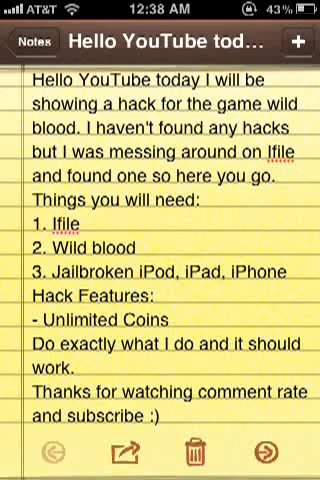 AT&T 12:38 AM 43%
Notes Hello YouTube tod... +
Hello YouTube today I will be
showing a hack for the game wild
blood. I haven't found any hacks
but I was messing around on Ifile
and found one so here you go.
Things you will need:
1. Ifile
2. Wild blood
3. Jailbroken iPod, iPad, iPhone
Hack Features:
- Unlimited Coins
Do exactly what I do and it should
work.
Thanks for watching comment rate
and subscribe :)